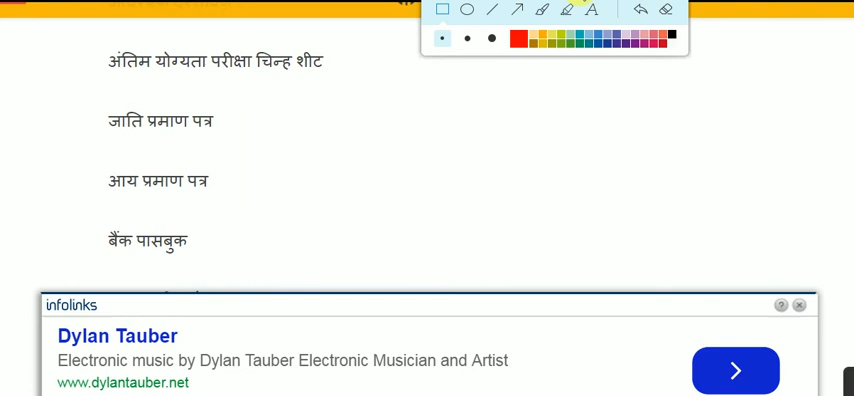 अंतिम योग्यता परीक्षा चिन्ह शीट
जाति प्रमाण पत्र
आय प्रमाण पत्र
बैंक पासबुक
infolinks
Dylan Tauber
Electronic music by Dylan Tauber Electronic Musician and Artist
www.dylantauber.net